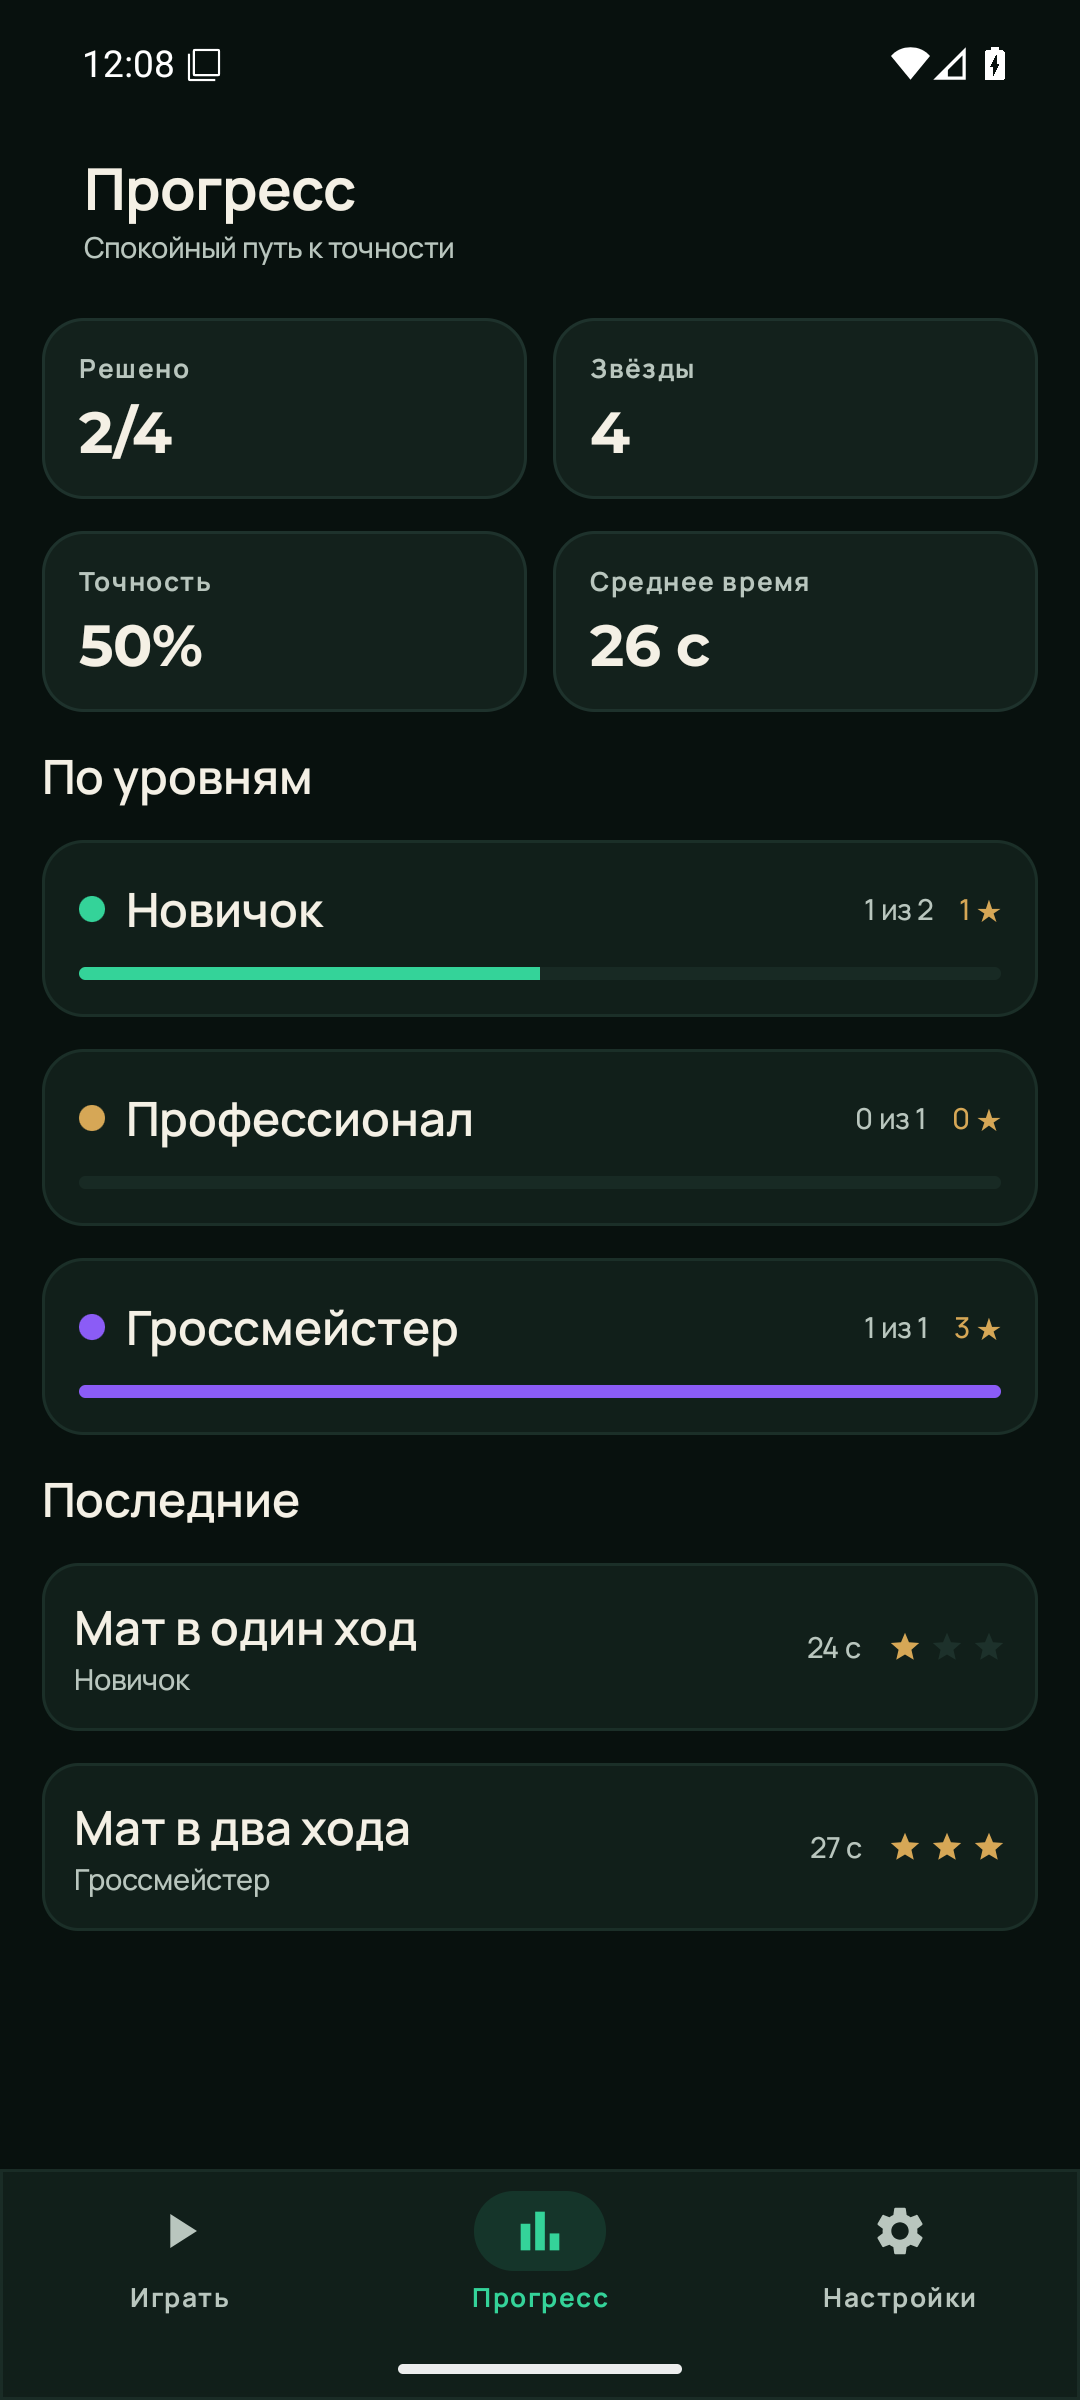 12:08
Прогресс
Спокойный путь к точности
Решено
2/4
Звёзды
4
Точность
50%
Среднее время
26 с
По уровням
Новичок 1 из 2 1 ★
Профессионал 0 из 1 0 ★
Гроссмейстер 1 из 1 3 ★
Последние
Мат в один ход
Новичок
24 с
Мат в два хода
Гроссмейстер
27 с
Играть
Прогресс
Настройки